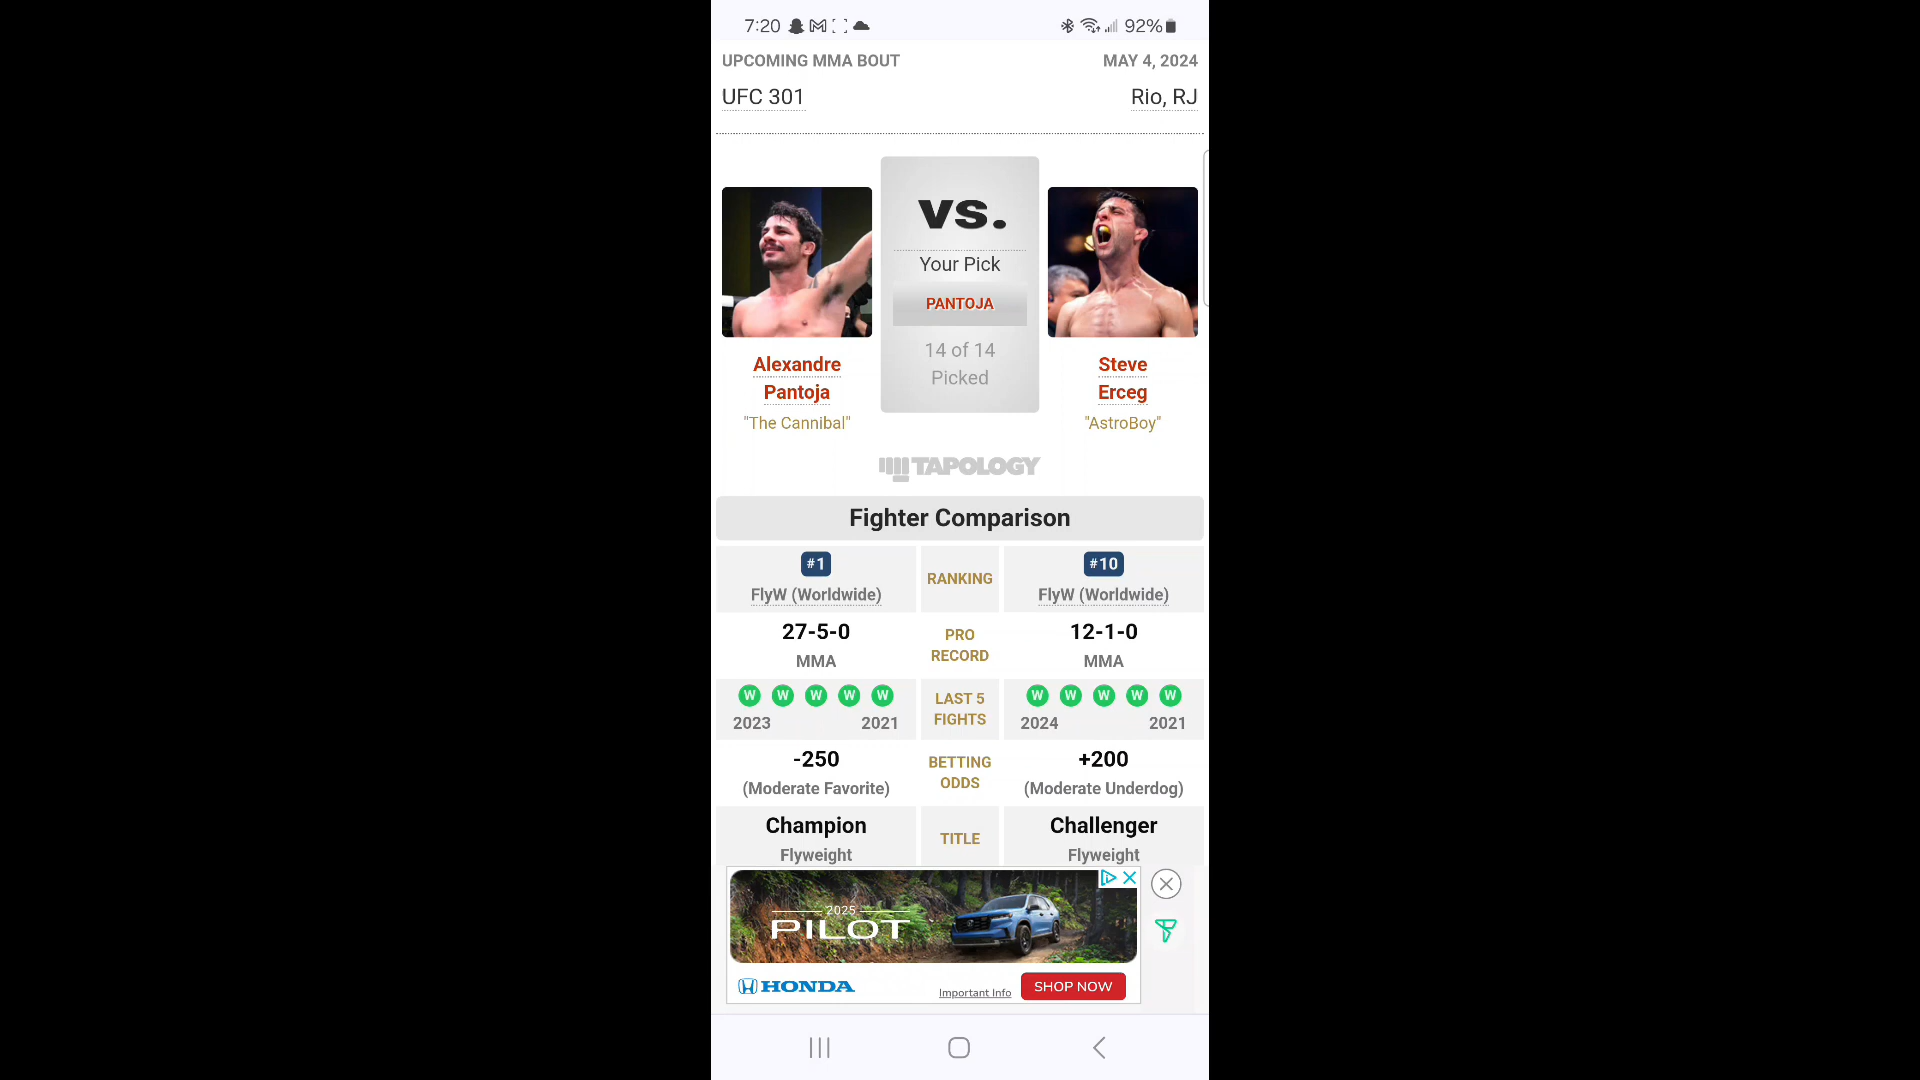 7:20 92%
UPCOMING MMA BOUT MAY 4, 2024
UFC 301 Rio, RJ
vs.
Your Pick
PANTOJA
14 of 14
Picked
Alexandre
Pantoja
"The Cannibal"
Steve
Erceg
"AstroBoy"
TAPOLOGY
Fighter Comparison
#1 RANKING #10
FlyW (Worldwide) FlyW (Worldwide)
27-5-0 PRO RECORD 12-1-0
MMA MMA
W W W W W LAST 5 FIGHTS W W W W W
2023 2021 2024 2021
-250 BETTING ODDS +200
(Moderate Favorite) (Moderate Underdog)
Champion TITLE Challenger
Flyweight Flyweight
2025
PILOT
HONDA Important Info SHOP NOW